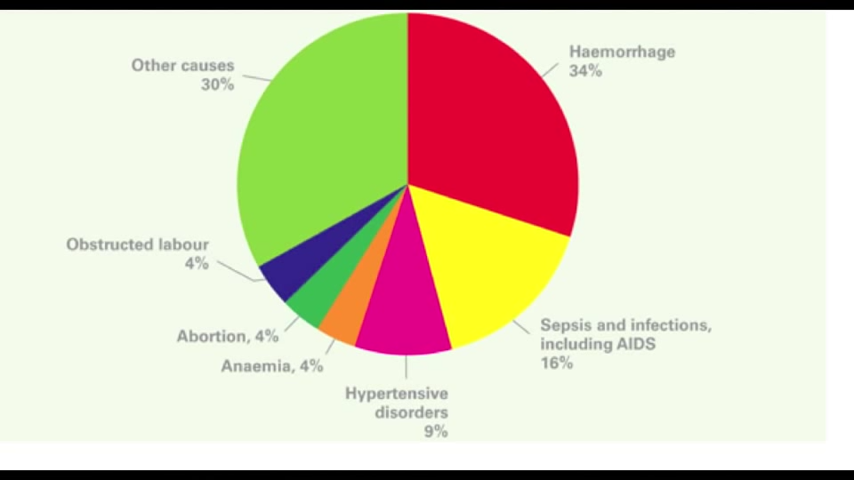 Haemorrhage
34%
Other causes
30%
Obstructed labour
4%
Abortion, 4%
Anaemia, 4%
Hypertensive
disorders
9%
Sepsis and infections,
including AIDS
16%